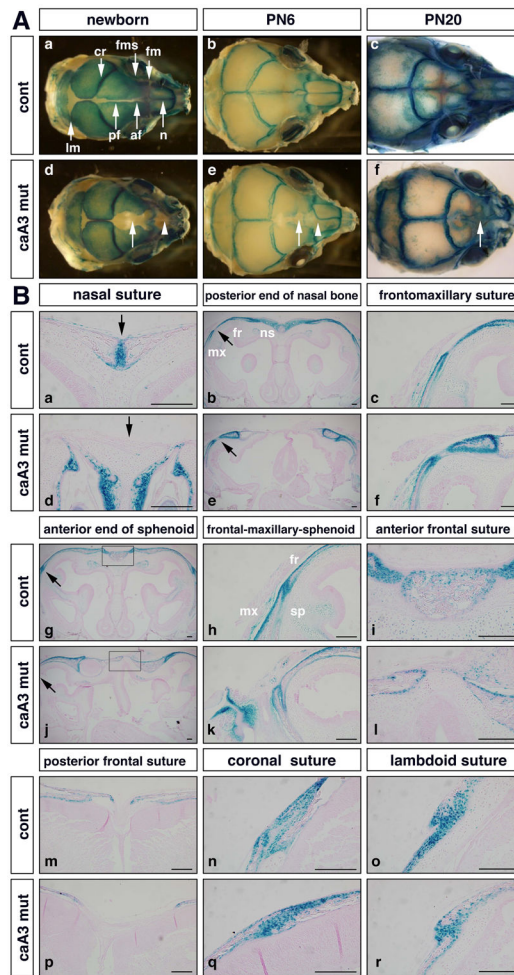 A
newborn PN6 PN20
cont
a b c
cr fms fm
lm pf af n
caA3 mut
d e f
B
nasal suture posterior end of nasal bone frontomaxillary suture
cont
a b c
mx fr ns
caA3 mut
d e f
anterior end of sphenoid frontal-maxillary-sphenoid anterior frontal suture
cont
g h i
fr
mx sp
caA3 mut
j k l
posterior frontal suture coronal suture lambdoid suture
cont
m n o
caA3 mut
p q r